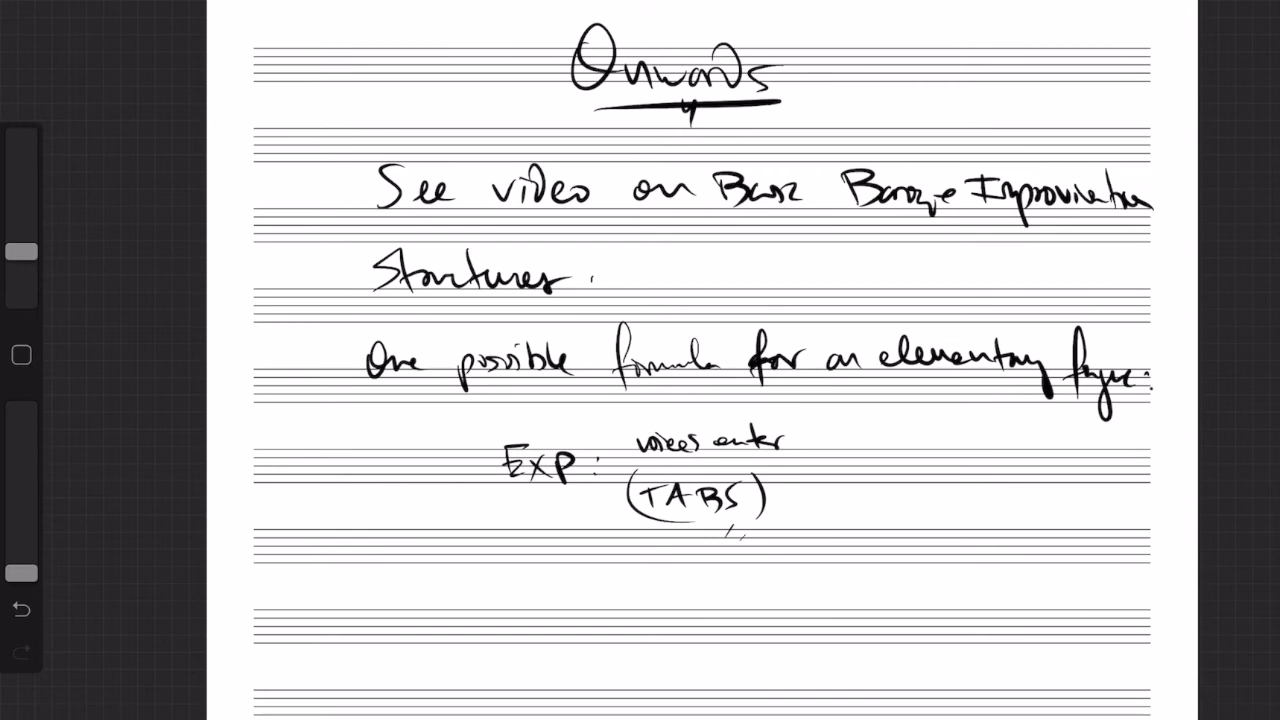 Onwards
See video on Basic Baroque Improvisation
Structures.
One possible formula for an elementary fugue:
Exp: voices enter
(TABS)